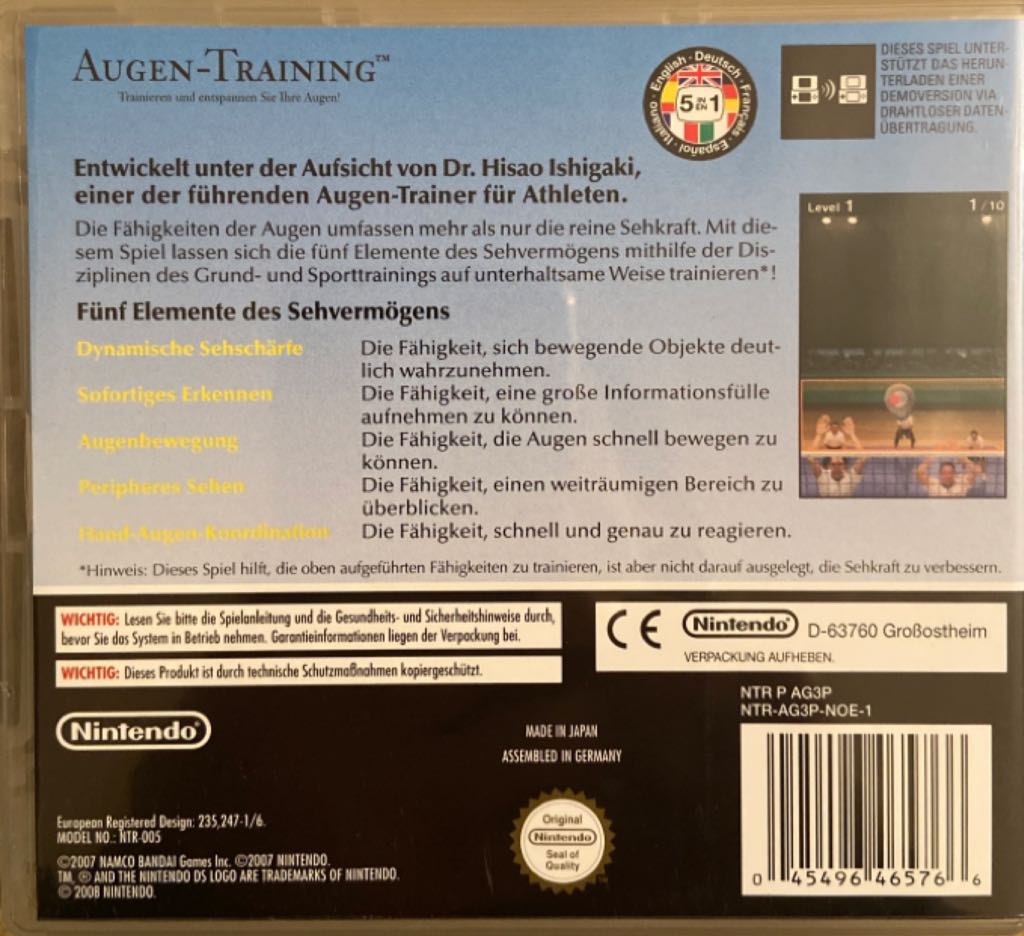 AUGEN-TRAINING™
Trainieren und entspannen Sie Ihre Augen!
English · Deutsch · Français · Español · Italiano ·
5 IN EN 1
DIESES SPIEL UNTER-
STÜTZT DAS HERUN-
TERLADEN EINER
DEMOVERSION VIA
DRAHTLOSER DATEN-
ÜBERTRAGUNG.
Entwickelt unter der Aufsicht von Dr. Hisao Ishigaki,
einer der führenden Augen-Trainer für Athleten.
Die Fähigkeiten der Augen umfassen mehr als nur die reine Sehkraft. Mit die-
sem Spiel lassen sich die fünf Elemente des Sehvermögens mithilfe der Dis-
ziplinen des Grund- und Sporttrainings auf unterhaltsame Weise trainieren*!
Level 1 1/10
Fünf Elemente des Sehvermögens
Dynamische Sehschärfe Die Fähigkeit, sich bewegende Objekte deut-
lich wahrzunehmen.
Sofortiges Erkennen Die Fähigkeit, eine große Informationsfülle
aufnehmen zu können.
Augenbewegung Die Fähigkeit, die Augen schnell bewegen zu
können.
Peripheres Sehen Die Fähigkeit, einen weiträumigen Bereich zu
überblicken.
Hand-Augen-Koordination Die Fähigkeit, schnell und genau zu reagieren.
*Hinweis: Dieses Spiel hilft, die oben aufgeführten Fähigkeiten zu trainieren, ist aber nicht darauf ausgelegt, die Sehkraft zu verbessern.
WICHTIG: Lesen Sie bitte die Spielanleitung und die Gesundheits- und Sicherheitshinweise durch,
bevor Sie das System in Betrieb nehmen. Garantieinformationen liegen der Verpackung bei.
WICHTIG: Dieses Produkt ist durch technische Schutzmaßnahmen kopiergeschützt.
CE Nintendo® D-63760 Großostheim
VERPACKUNG AUFHEBEN.
NTR P AG3P
NTR-AG3P-NOE-1
Nintendo®
MADE IN JAPAN
ASSEMBLED IN GERMANY
European Registered Design: 235,247-1/6.
MODEL NO.: NTR-005
©2007 NAMCO BANDAI Games Inc. ©2007 NINTENDO.
TM, ® AND THE NINTENDO DS LOGO ARE TRADEMARKS OF NINTENDO.
© 2008 NINTENDO.
Original
Nintendo
Seal of
Quality
0 45496 46576 6